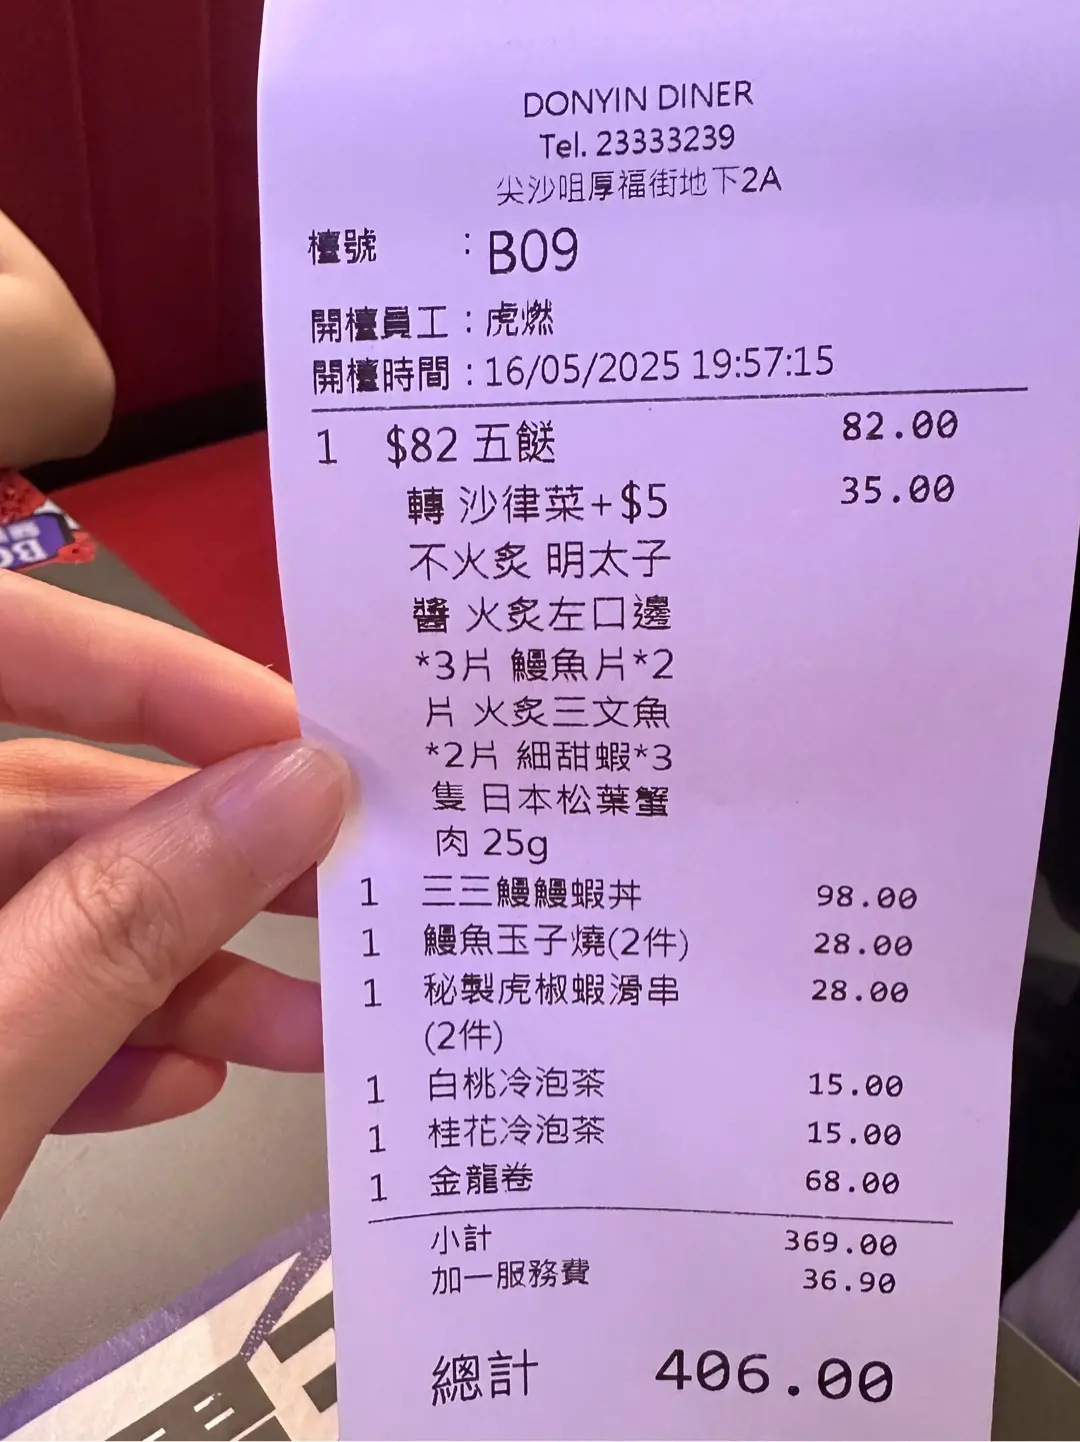 DONYIN DINER
Tel. 23333239
尖沙咀厚福街地下2A
檯號 : B09
開檯員工 : 虎燃
開檯時間 : 16/05/2025 19:57:15
1 $82 五餸 82.00
轉 沙律菜+$5 35.00
不火炙 明太子
醬 火炙左口邊
*3片 鰻魚片*2
片 火炙三文魚
*2片 細甜蝦*3
隻 日本松葉蟹
肉 25g
1 三三鰻鰻蝦丼 98.00
1 鰻魚玉子燒(2件) 28.00
1 秘製虎椒蝦滑串 28.00
(2件)
1 白桃冷泡茶 15.00
1 桂花冷泡茶 15.00
1 金龍卷 68.00
小計 369.00
加一服務費 36.90
總計 406.00